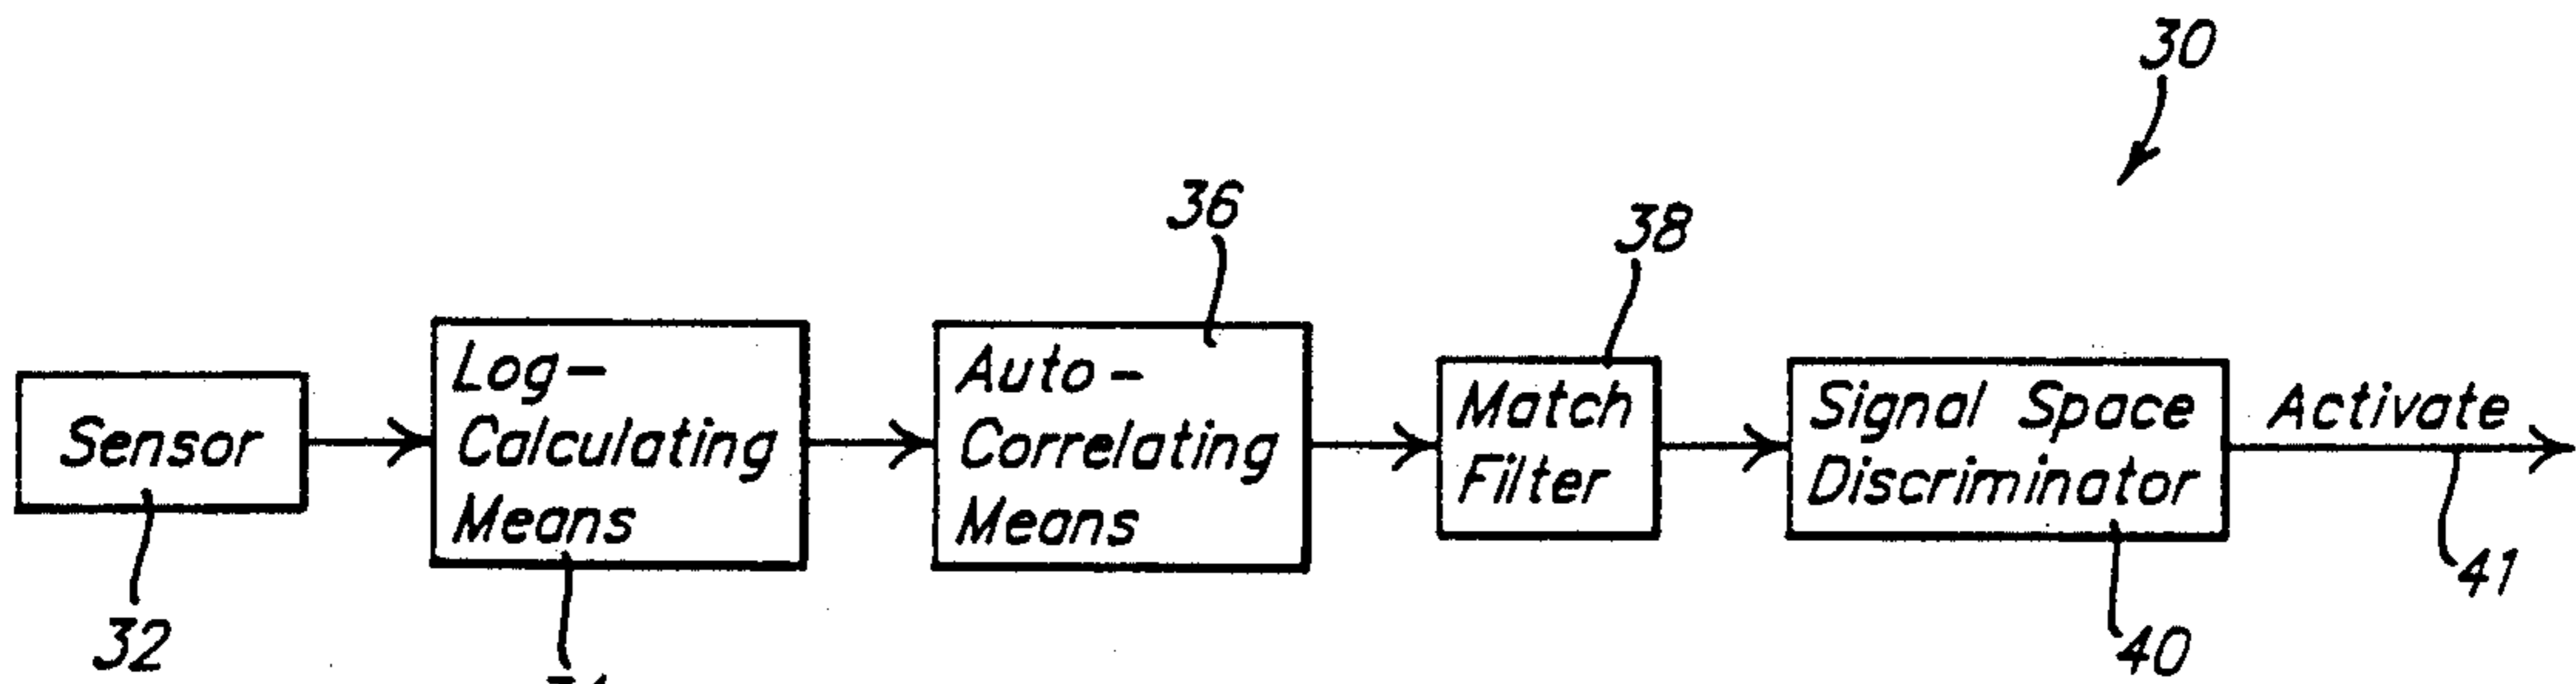 30
36
38
Sensor
Log-
Calculating
Means
Auto-
Correlating
Means
Match
Filter
Signal Space
Discriminator
Activate
41
32
40